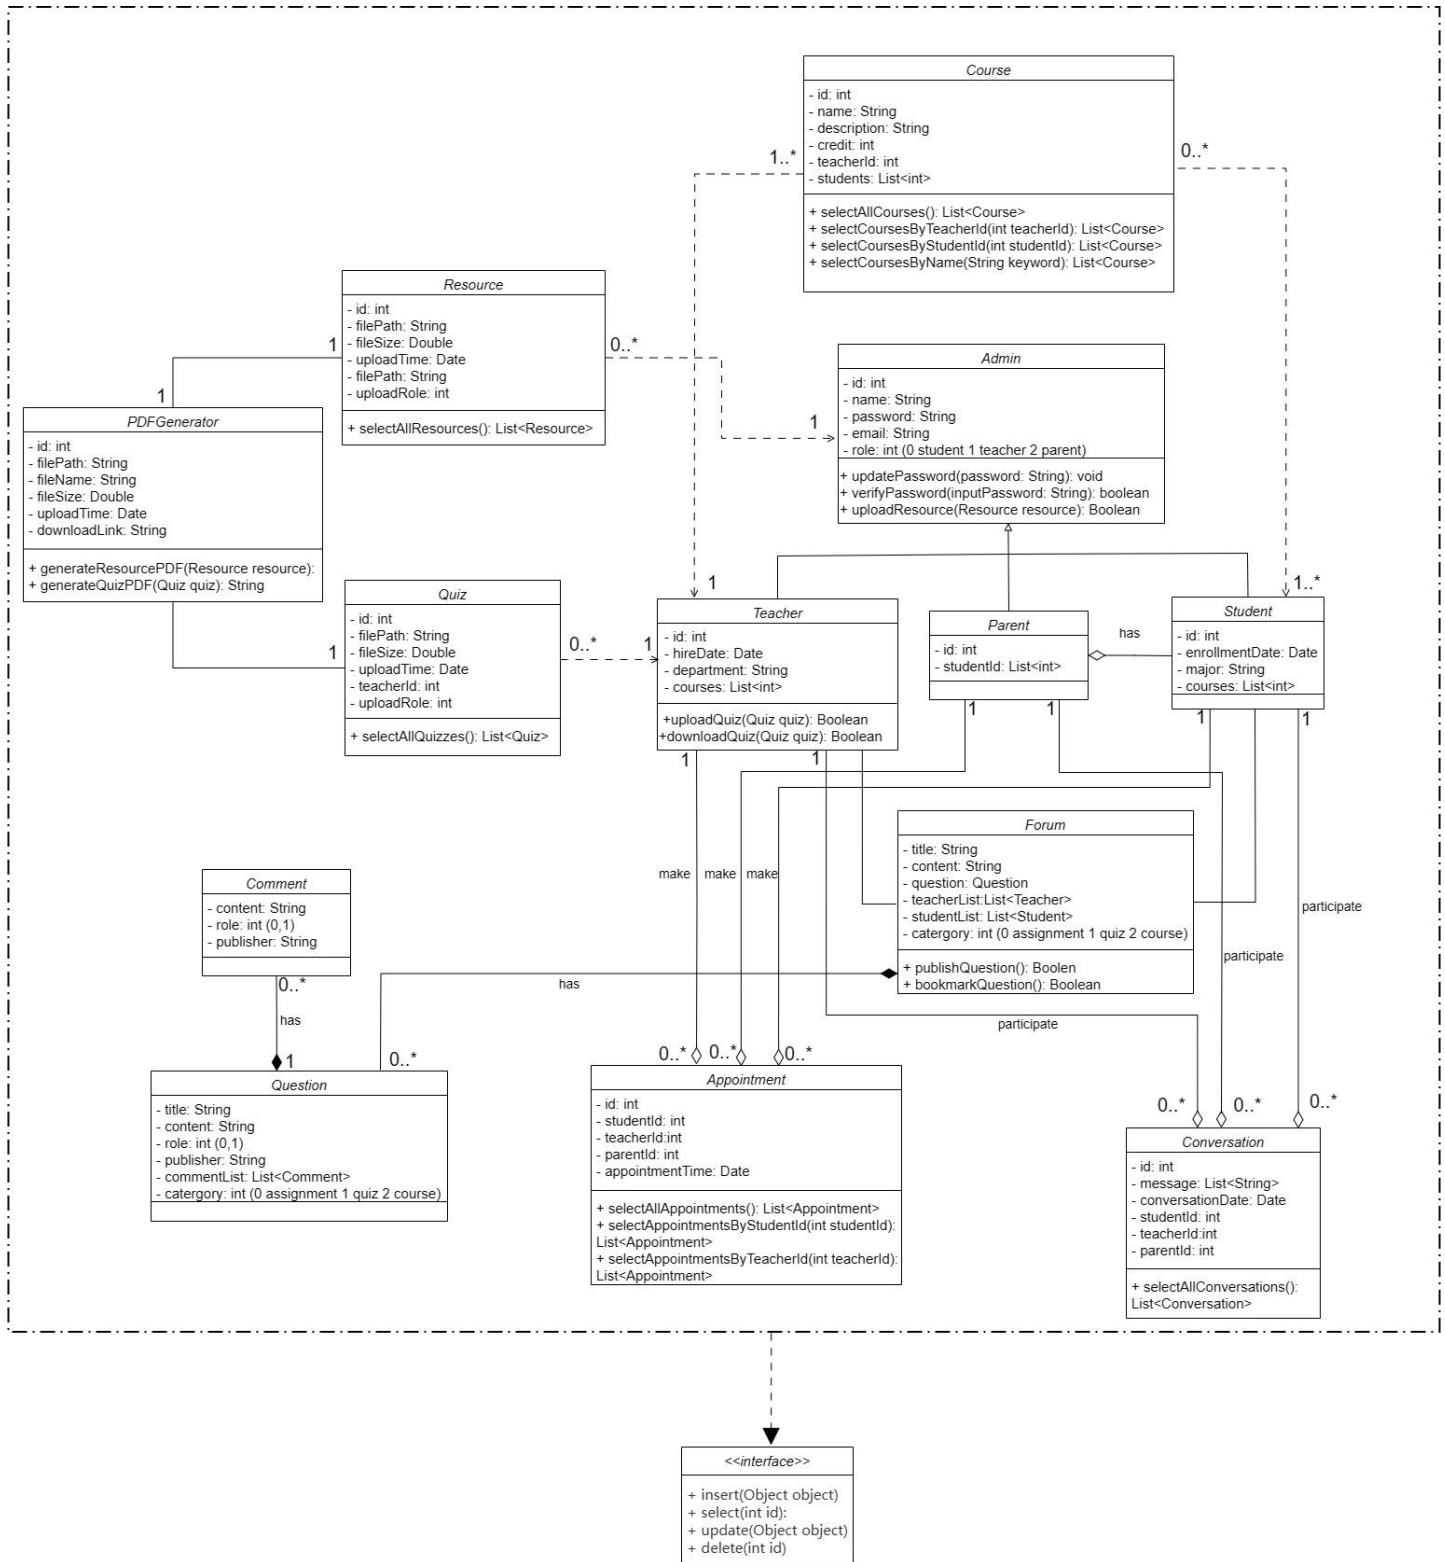 Course
- id: int
- name: String
- description: String
- credit: int
- teacherId: int
- students: List<int>
+ selectAllCourses(): List<Course>
+ selectCoursesByTeacherId(int teacherId): List<Course>
+ selectCoursesByStudentId(int studentId): List<Course>
+ selectCoursesByName(String keyword): List<Course>
1..*
0..*
Resource
- id: int
- filePath: String
- fileSize: Double
- uploadTime: Date
- filePath: String
- uploadRole: int
+ selectAllResources(): List<Resource>
1
0..*
1
1
Admin
- id: int
- name: String
- password: String
- email: String
- role: int (0 student 1 teacher 2 parent)
+ updatePassword(password: String): void
+ verifyPassword(inputPassword: String): boolean
+ uploadResource(Resource resource): Boolean
PDFGenerator
- id: int
- filePath: String
- fileName: String
- fileSize: Double
- uploadTime: Date
- downloadLink: String
+ generateResourcePDF(Resource resource):
+ generateQuizPDF(Quiz quiz): String
Quiz
- id: int
- filePath: String
- fileSize: Double
- uploadTime: Date
- teacherId: int
- uploadRole: int
+ selectAllQuizzes(): List<Quiz>
1
0..*
1
1
1..*
Teacher
- id: int
- hireDate: Date
- department: String
- courses: List<int>
+uploadQuiz(Quiz quiz): Boolean
+downloadQuiz(Quiz quiz): Boolean
Parent
- id: int
- studentId: List<int>
has
Student
- id: int
- enrollmentDate: Date
- major: String
- courses: List<int>
1
1
1
1
1
1
Forum
- title: String
- content: String
- question: Question
- teacherList:List<Teacher>
- studentList: List<Student>
- catergory: int (0 assignment 1 quiz 2 course)
+ publishQuestion(): Boolen
+ bookmarkQuestion(): Boolean
make
make
make
participate
participate
participate
Comment
- content: String
- role: int (0,1)
- publisher: String
0..*
has
1
has
0..*
Question
- title: String
- content: String
- role: int (0,1)
- publisher: String
- commentList: List<Comment>
- catergory: int (0 assignment 1 quiz 2 course)
0..*
0..*
0..*
Appointment
- id: int
- studentId: int
- teacherId:int
- parentId: int
- appointmentTime: Date
+ selectAllAppointments(): List<Appointment>
+ selectAppointmentsByStudentId(int studentId):
List<Appointment>
+ selectAppointmentsByTeacherId(int teacherId):
List<Appointment>
0..*
0..*
0..*
Conversation
- id: int
- message: List<String>
- conversationDate: Date
- studentId: int
- teacherId:int
- parentId: int
+ selectAllConversations():
List<Conversation>
<<interface>>
+ insert(Object object)
+ select(int id):
+ update(Object object)
+ delete(int id)